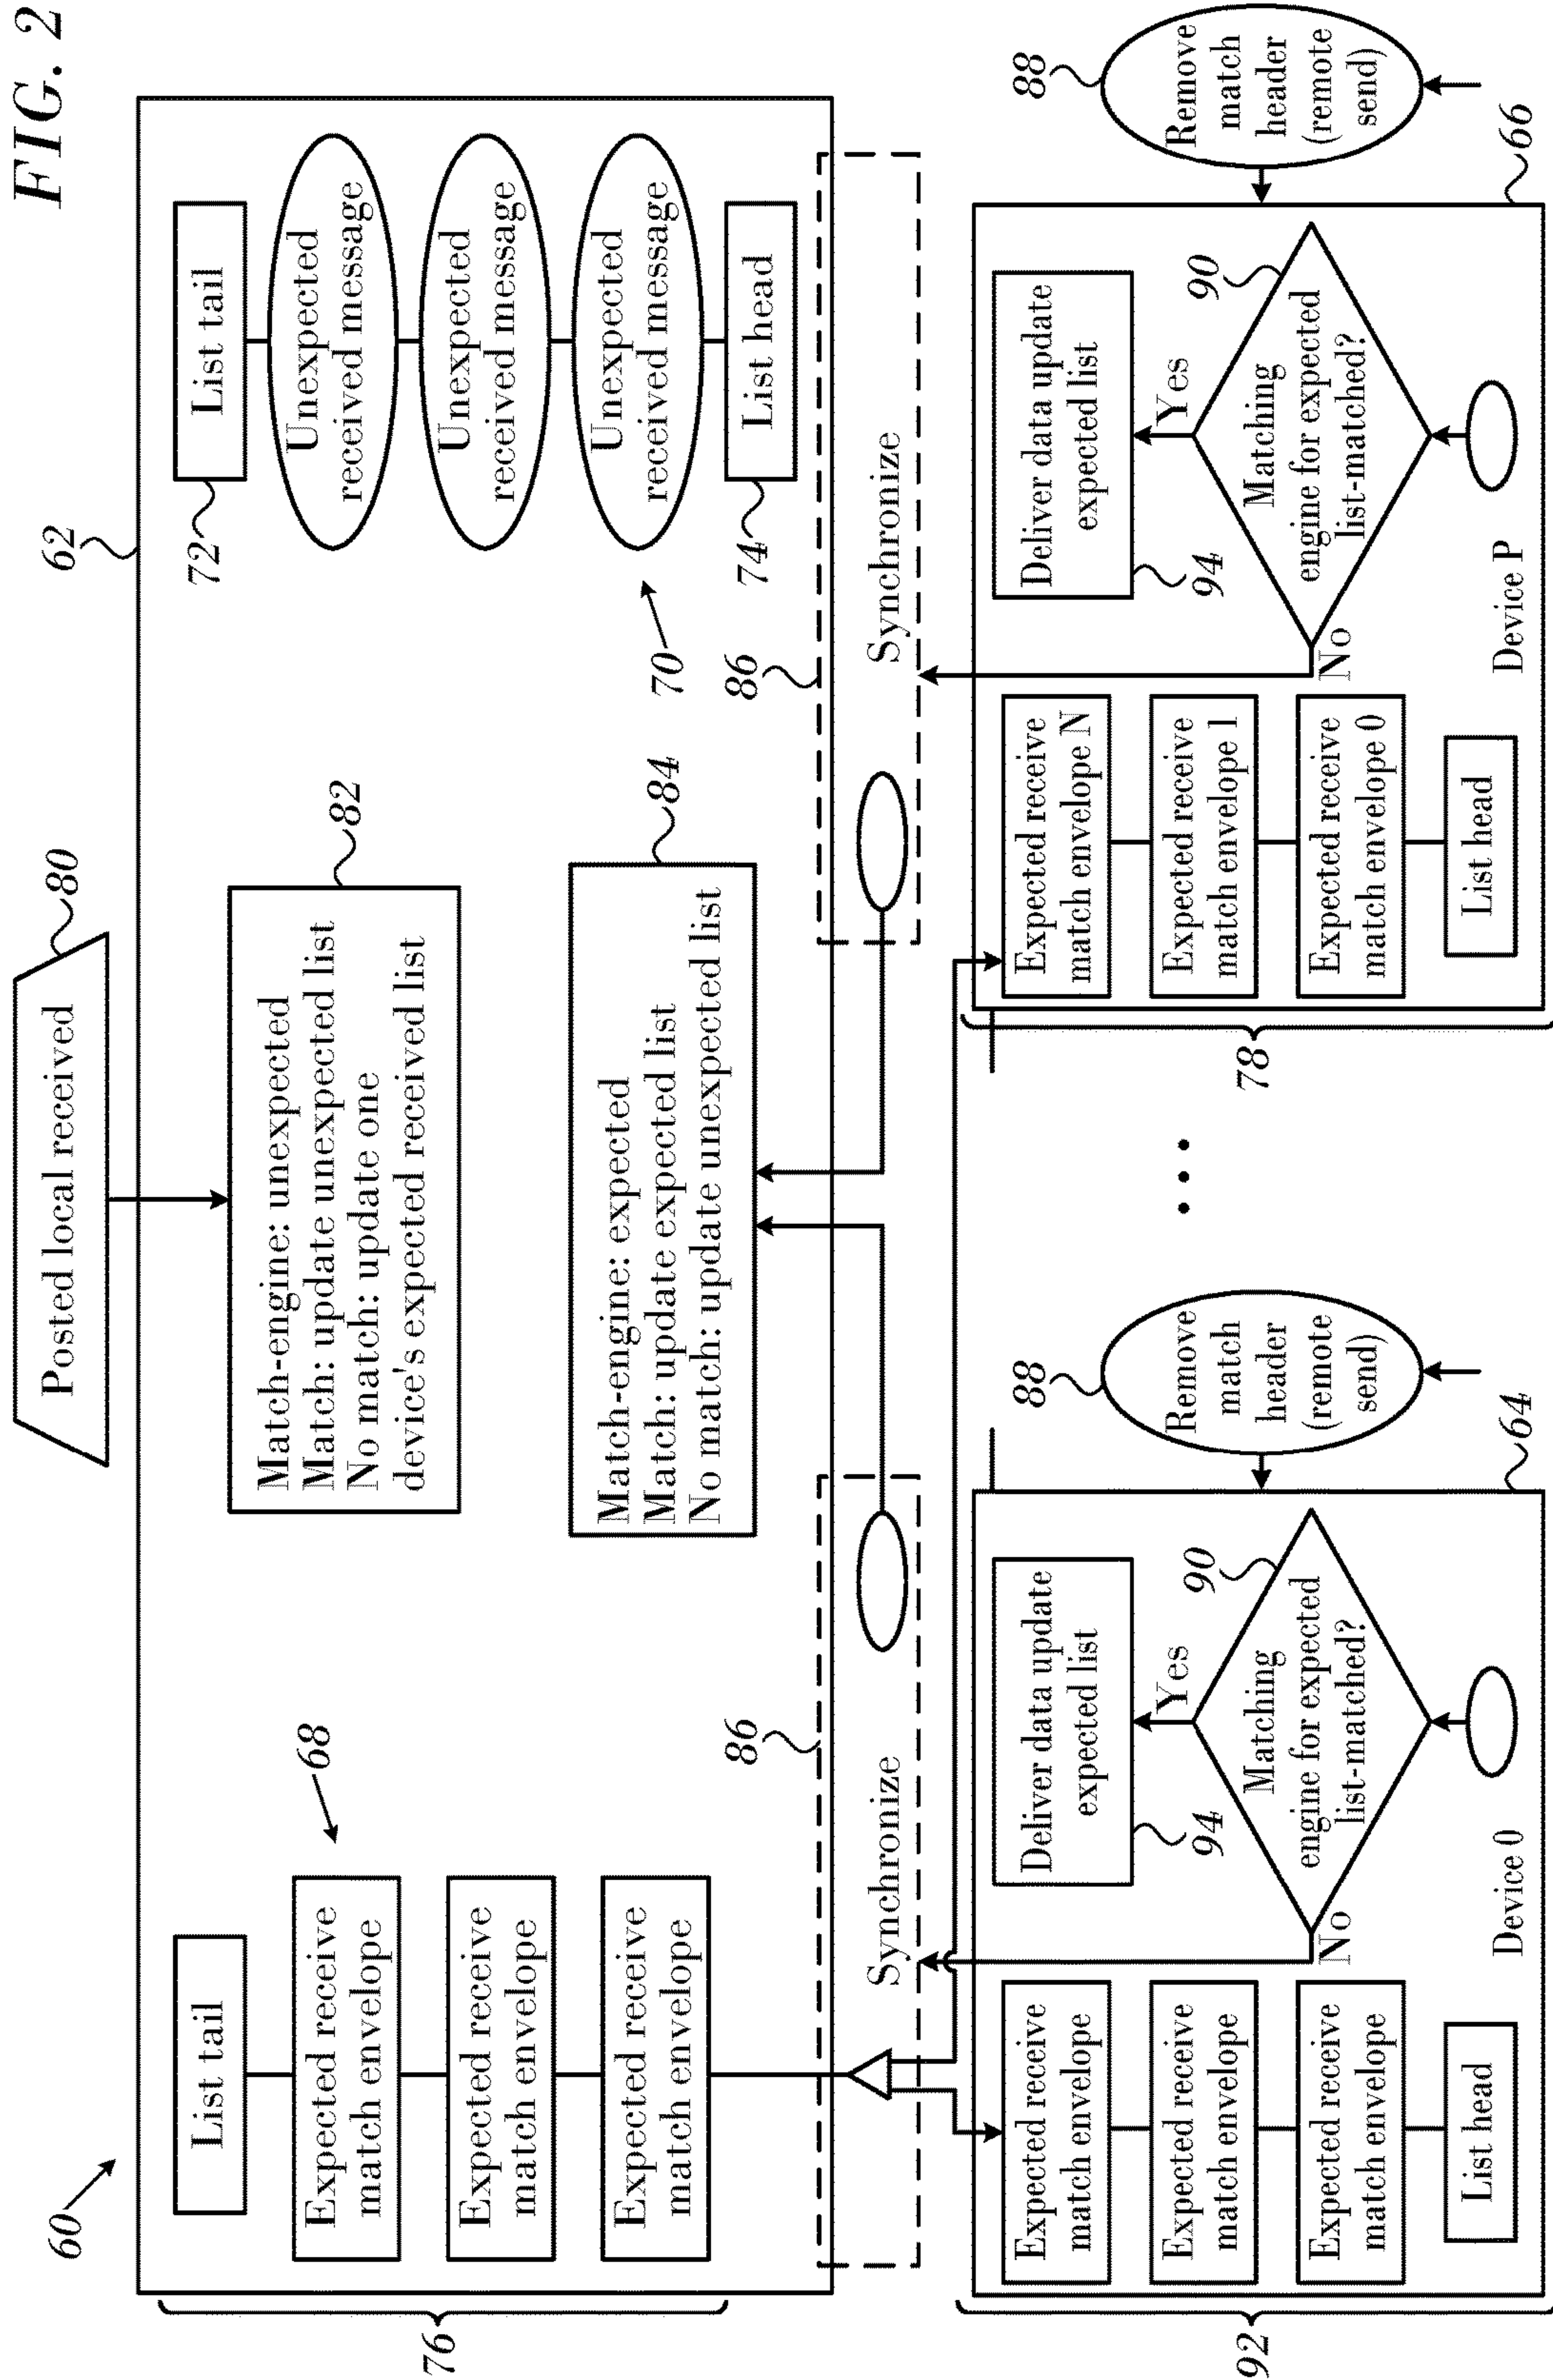 FIG. 2
60
Posted local received
80
62
76
List tail
Expected receive
match envelope
Expected receive
match envelope
Expected receive
match envelope
68
Match-engine: unexpected
Match: update unexpected list
No match: update one
device's expected received list
82
Match-engine: expected
Match: update expected list
No match: update unexpected list
84
72
List tail
Unexpected
received message
Unexpected
received message
Unexpected
received message
70
74
List head
86
Synchronize
86
Synchronize
92
Expected receive
match envelope
Expected receive
match envelope
Expected receive
match envelope
List head
Deliver data update
expected list
94
Yes
90
Matching
engine for expected
list-matched?
No
Device 0
64
88
Remove
match
header
(remote
send)
78
Expected receive
match envelope N
Expected receive
match envelope 1
Expected receive
match envelope 0
List head
Deliver data update
expected list
94
Yes
90
Matching
engine for expected
list-matched?
No
Device P
66
88
Remove
match
header
(remote
send)